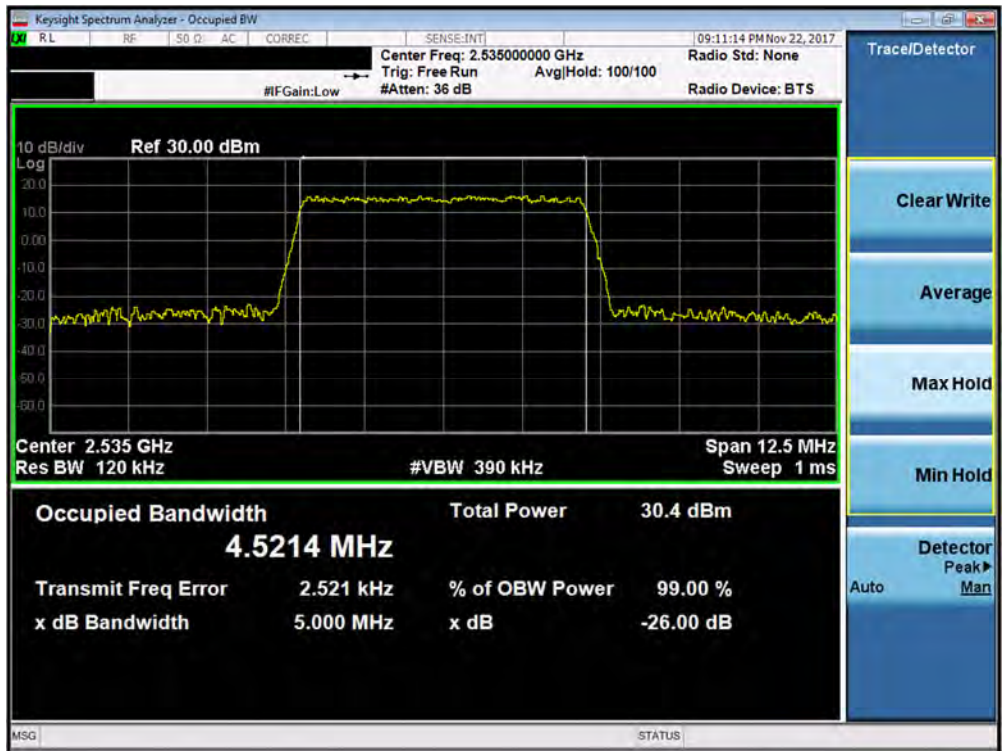 Keysight Spectrum Analyzer - Occupied BW
LXI RL RF 50 Ω AC CORREC SENSE:INT 09:11:14 PM Nov 22, 2017
Center Freq: 2.535000000 GHz Radio Std: None
Trig: Free Run Avg|Hold: 100/100
#IFGain:Low #Atten: 36 dB Radio Device: BTS
Trace/Detector
10 dB/div Ref 30.00 dBm
Log
20.0
10.0
0.00
-10.0
-20.0
-30.0
-40.0
-50.0
-60.0
Center 2.535 GHz Span 12.5 MHz
Res BW 120 kHz #VBW 390 kHz Sweep 1 ms
Occupied Bandwidth Total Power 30.4 dBm
4.5214 MHz
Transmit Freq Error 2.521 kHz % of OBW Power 99.00 %
x dB Bandwidth 5.000 MHz x dB -26.00 dB
Clear Write
Average
Max Hold
Min Hold
Detector
Peak▶
Auto Man
MSG STATUS